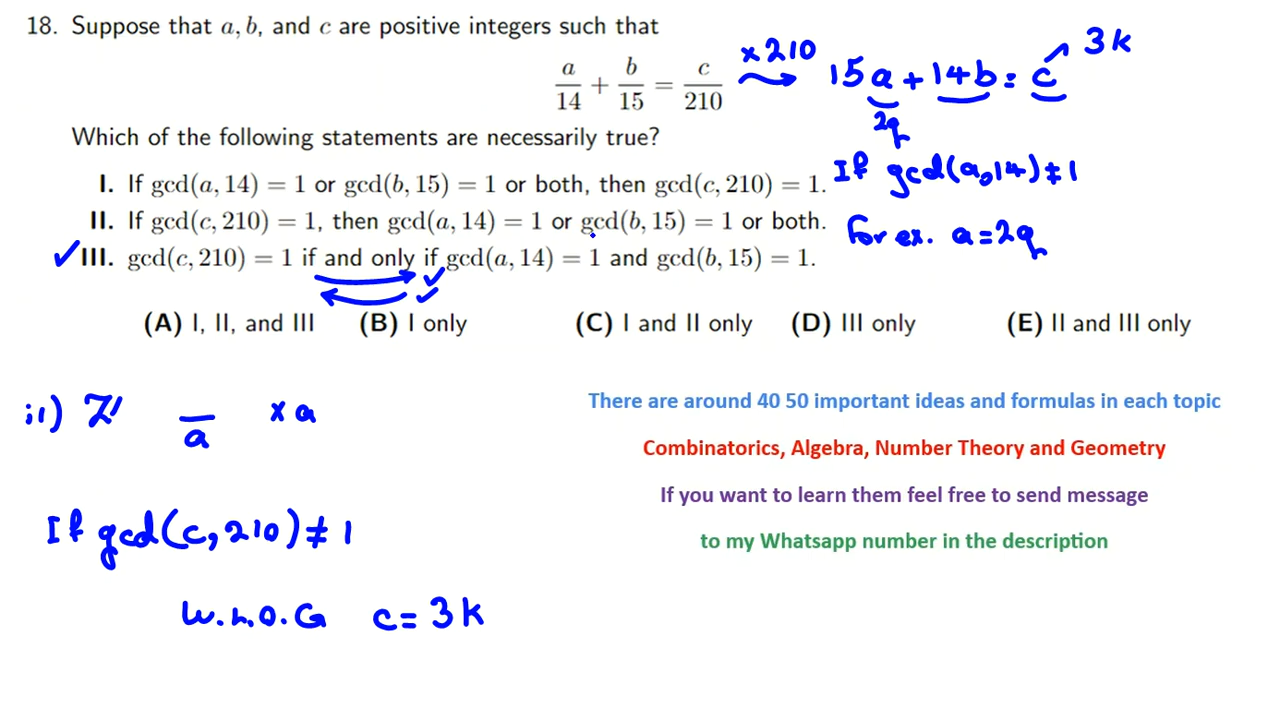 18. Suppose that a, b, and c are positive integers such that
a/14 + b/15 = c/210
×210
15a + 14b = c
3k
2q
Which of the following statements are necessarily true?
I. If gcd(a, 14) = 1 or gcd(b, 15) = 1 or both, then gcd(c, 210) = 1.
If gcd(a,14) ≠ 1
II. If gcd(c, 210) = 1, then gcd(a, 14) = 1 or gcd(b, 15) = 1 or both.
for ex. a = 2q
III. gcd(c, 210) = 1 if and only if gcd(a, 14) = 1 and gcd(b, 15) = 1.
(A) I, II, and III (B) I only (C) I and II only (D) III only (E) II and III only
a × a
There are around 40 50 important ideas and formulas in each topic
Combinatorics, Algebra, Number Theory and Geometry
If you want to learn them feel free to send message
to my Whatsapp number in the description
If gcd(c, 210) ≠ 1
W.L.O.G c = 3k